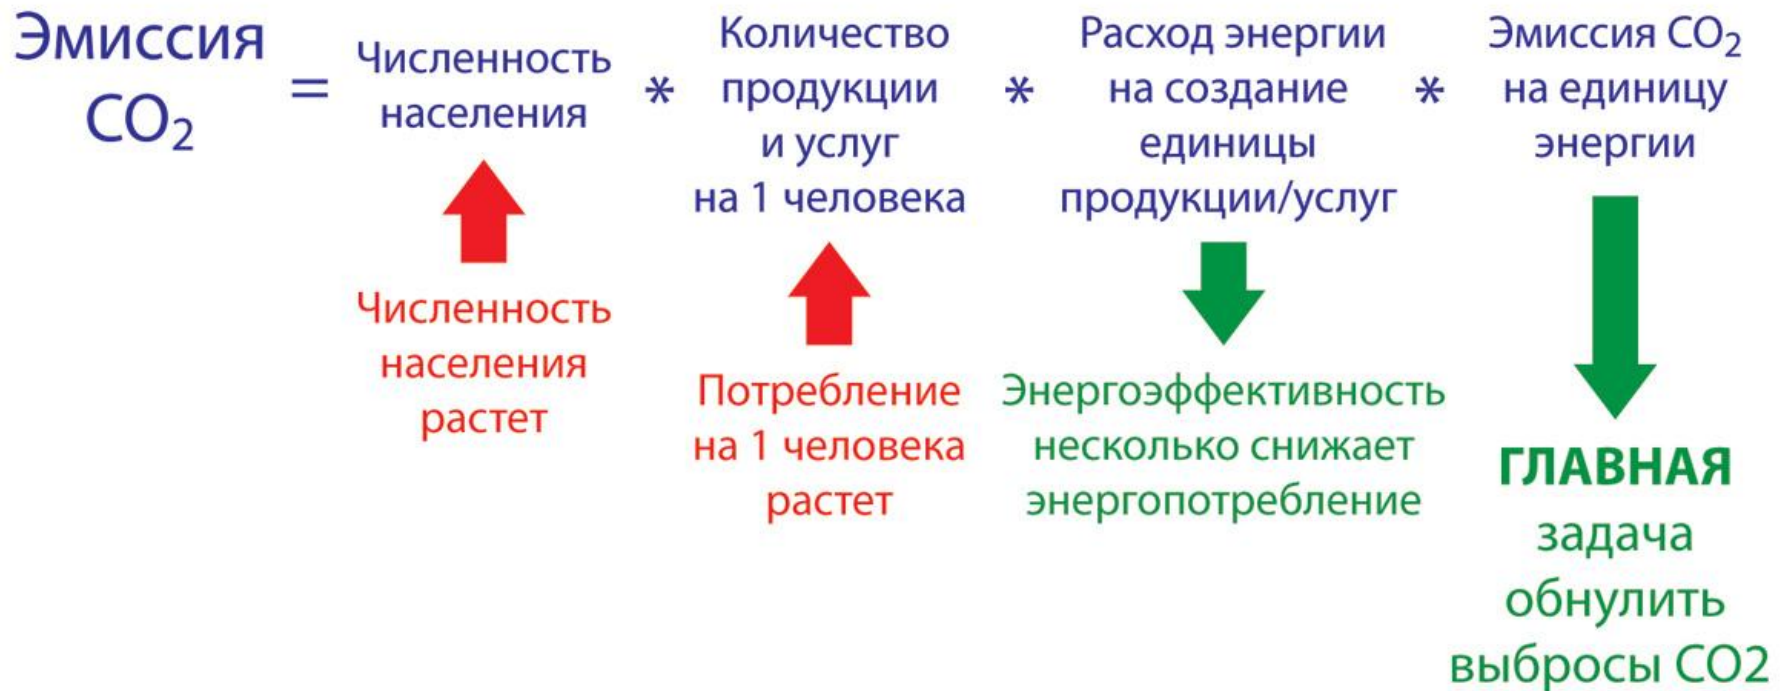 Эмиссия
CO₂
=
Численность
населения
*
Количество
продукции
и услуг
на 1 человека
*
Расход энергии
на создание
единицы
продукции/услуг
*
Эмиссия CO₂
на единицу
энергии
Численность
населения
растет
Потребление
на 1 человека
растет
Энергоэффективность
несколько снижает
энергопотребление
ГЛАВНАЯ
задача
обнулить
выбросы CO2